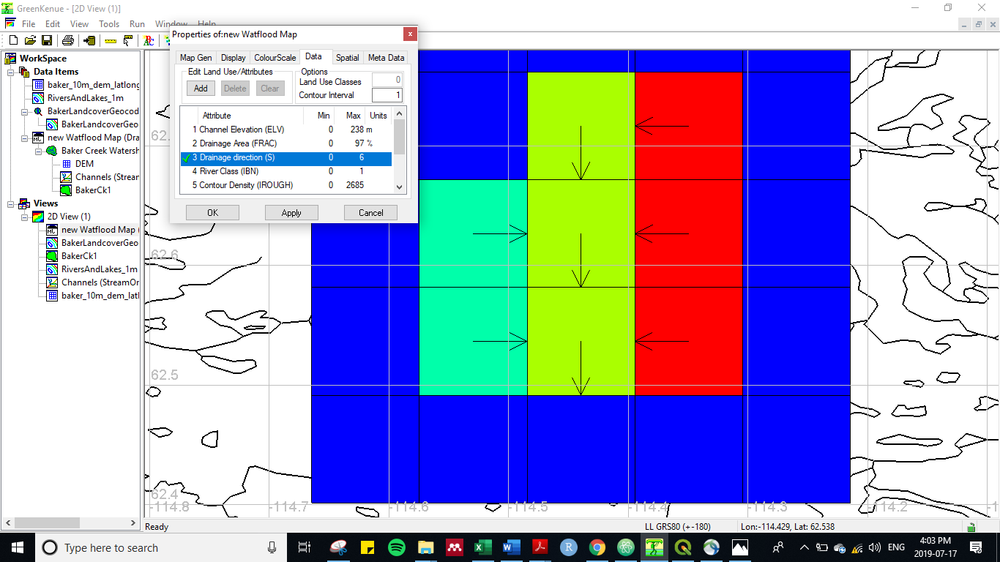 GreenKenue - [2D View (1)]
File Edit View Tools Run Window Help
WorkSpace
Data Items
baker_10m_dem_latlong
RiversAndLakes_1m
BakerLandcoverGeocod
BakerLandcoverGeo
new Watflood Map (Dra
Baker Creek Watersh
DEM
Channels (Stream
BakerCk1
Views
2D View (1)
new Watflood Map (
BakerLandcoverGeo
BakerCk1
RiversAndLakes_1m
Channels (StreamOr
baker_10m_dem_latl
Properties of:new Watflood Map
Map Gen Display ColourScale Data Spatial Meta Data
Edit Land Use/Attributes
Add Delete Clear
Options
Land Use Classes 0
Contour Interval 1
Attribute Min Max Units
1 Channel Elevation (ELV) 0 238 m
2 Drainage Area (FRAC) 0 97 %
3 Drainage direction (S) 0 6
4 River Class (IBN) 0 1
5 Contour Density (IROUGH) 0 2685
OK Apply Cancel
62.6
62.5
62.4
-114.8 -114.7 -114.6 -114.5 -114.4 -114.3 -114.2
Ready LL GRS80 (+-180) Lon:-114.429, Lat: 62.538
Type here to search
ENG
4:03 PM
2019-07-17